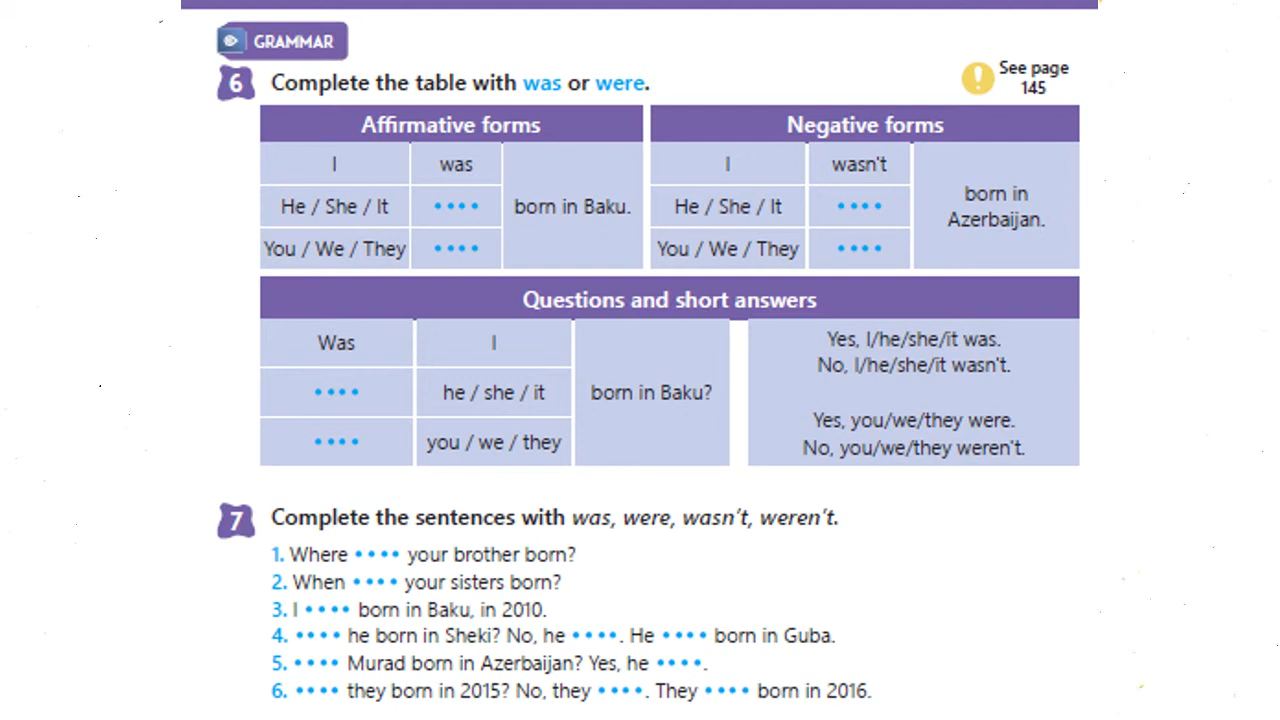 GRAMMAR
6 Complete the table with was or were.
See page
145
Affirmative forms
I was
He / She / It •••• born in Baku.
You / We / They ••••
Negative forms
I wasn't
He / She / It •••• born in
Azerbaijan.
You / We / They ••••
Questions and short answers
Was I
•••• he / she / it born in Baku?
•••• you / we / they
Yes, I/he/she/it was.
No, I/he/she/it wasn't.
Yes, you/we/they were.
No, you/we/they weren't.
7 Complete the sentences with was, were, wasn't, weren't.
1. Where •••• your brother born?
2. When •••• your sisters born?
3. I •••• born in Baku, in 2010.
4. •••• he born in Sheki? No, he ••••. He •••• born in Guba.
5. •••• Murad born in Azerbaijan? Yes, he ••••.
6. •••• they born in 2015? No, they ••••. They •••• born in 2016.